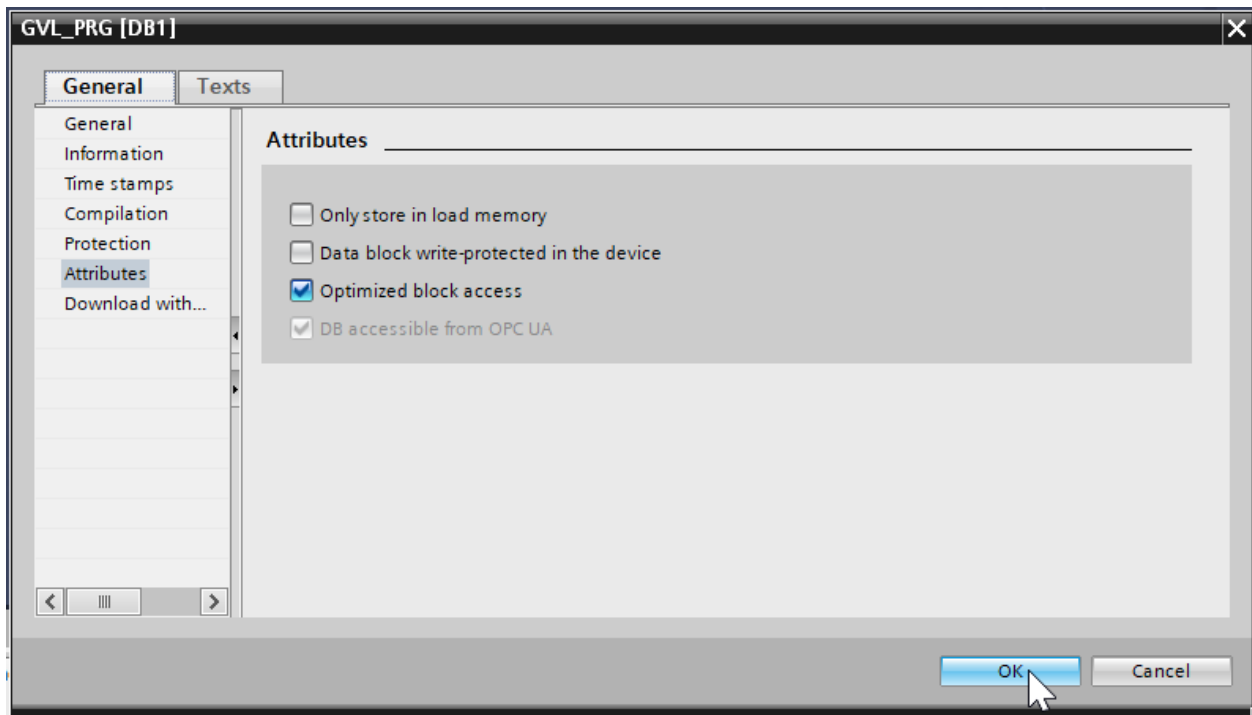 GVL_PRG [DB1]
General Texts
General
Information
Time stamps
Compilation
Protection
Attributes
Download with...
Attributes
Only store in load memory
Data block write-protected in the device
Optimized block access
DB accessible from OPC UA
OK Cancel